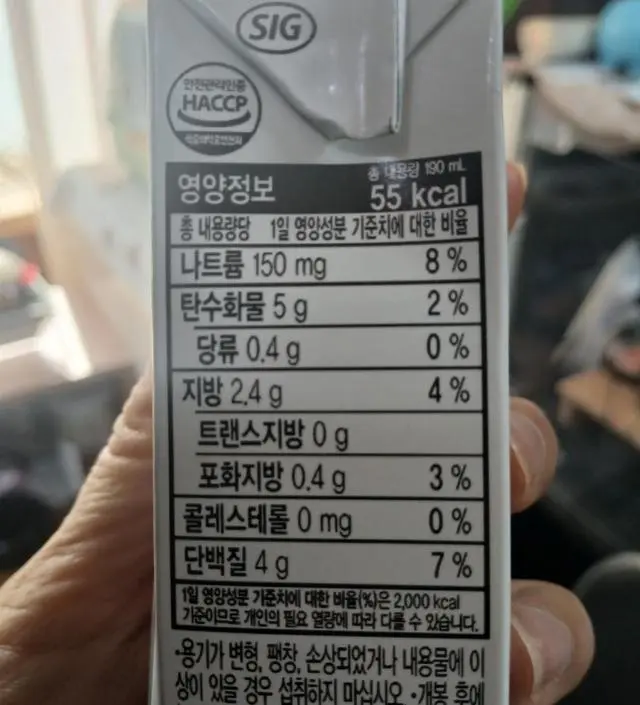 SIG
안전관리인증
HACCP
식품의약품안전처
영양정보
총 내용량 190 mL
55 kcal
총 내용량당 1일 영양성분 기준치에 대한 비율
나트륨 150 mg 8 %
탄수화물 5 g 2 %
당류 0.4 g 0 %
지방 2.4 g 4 %
트랜스지방 0 g
포화지방 0.4 g 3 %
콜레스테롤 0 mg 0 %
단백질 4 g 7 %
1일 영양성분 기준치에 대한 비율(%)은 2,000 kcal
기준이므로 개인의 필요 열량에 따라 다를 수 있습니다.
•용기가 변형, 팽창, 손상되었거나 내용물에 이
상이 있을 경우 섭취하지 마십시오 •개봉 후에